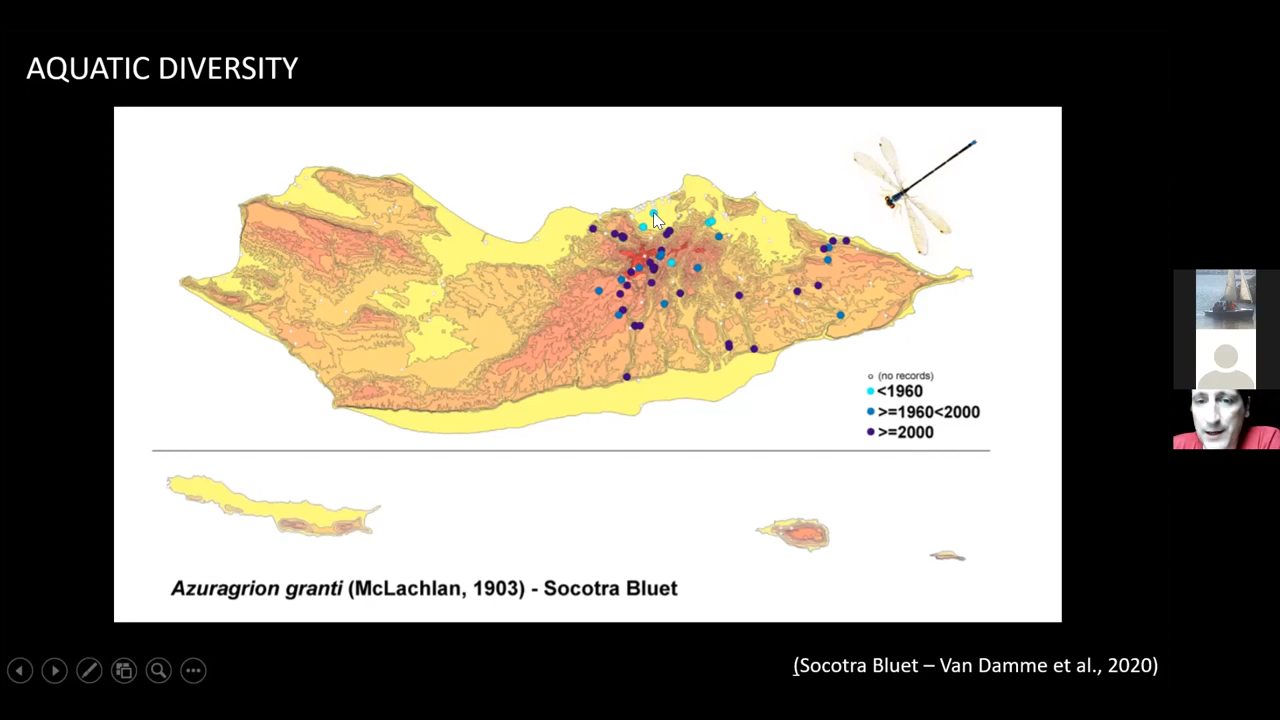 AQUATIC DIVERSITY
(no records)
<1960
>=1960<2000
>=2000
Azuragrion granti (McLachlan, 1903) - Socotra Bluet
(Socotra Bluet – Van Damme et al., 2020)